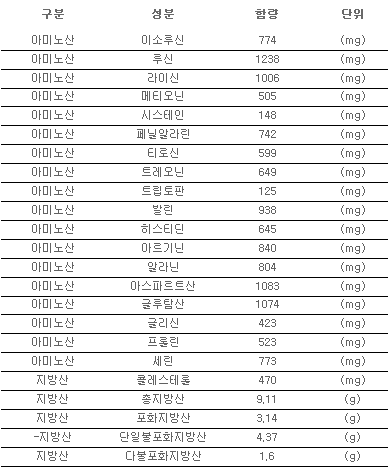 구분 성분 함량 단위
아미노산 이소루신 774 (mg)
아미노산 루신 1238 (mg)
아미노산 라이신 1006 (mg)
아미노산 메티오닌 505 (mg)
아미노산 시스테인 148 (mg)
아미노산 페닐알라린 742 (mg)
아미노산 티로신 599 (mg)
아미노산 트레오닌 649 (mg)
아미노산 트립토판 125 (mg)
아미노산 발린 938 (mg)
아미노산 히스티딘 645 (mg)
아미노산 아르기닌 840 (mg)
아미노산 알라닌 804 (mg)
아미노산 아스파르트산 1083 (mg)
아미노산 글루탐산 1074 (mg)
아미노산 글리신 423 (mg)
아미노산 프롤린 523 (mg)
아미노산 세린 773 (mg)
지방산 콜레스테롤 470 (mg)
지방산 총지방산 9.11 (g)
지방산 포화지방산 3.14 (g)
-지방산 단일불포화지방산 4.37 (g)
지방산 다불포화지방산 1.6 (g)